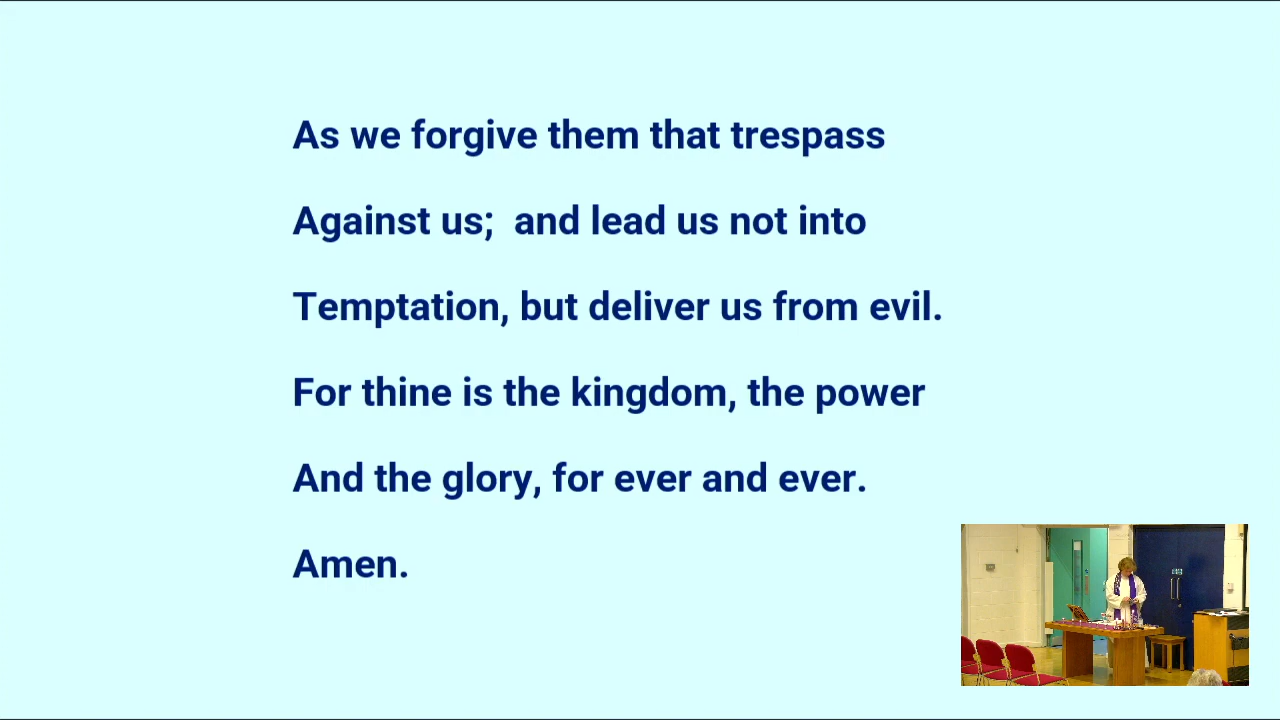 As we forgive them that trespass
Against us;  and lead us not into
Temptation, but deliver us from evil.
For thine is the kingdom, the power
And the glory, for ever and ever.
Amen.